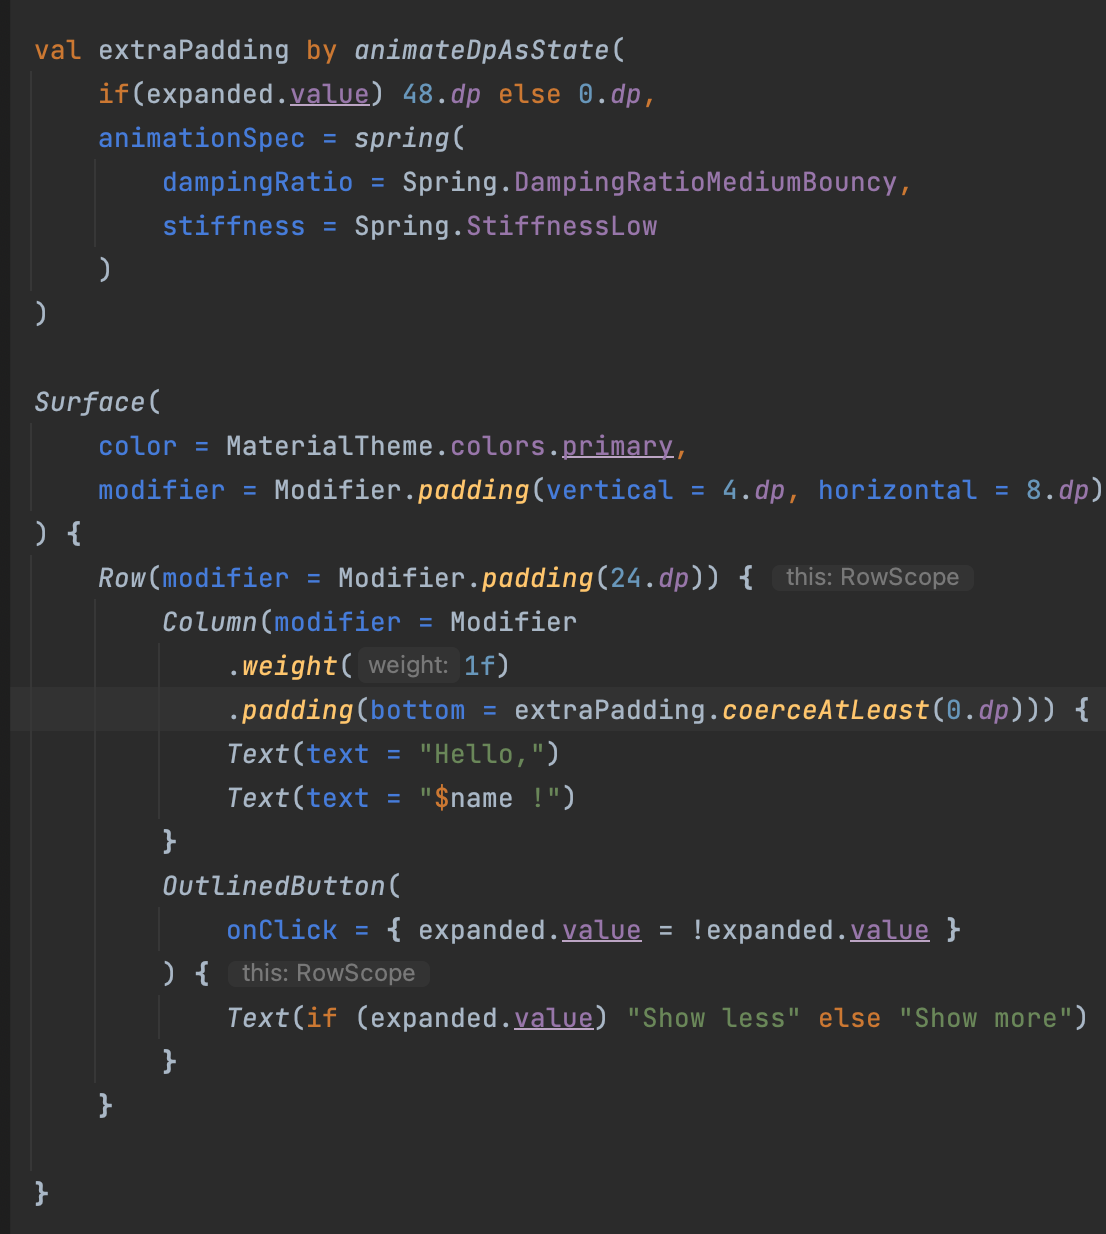 val extraPadding by animateDpAsState(
    if(expanded.value) 48.dp else 0.dp,
    animationSpec = spring(
        dampingRatio = Spring.DampingRatioMediumBouncy,
        stiffness = Spring.StiffnessLow
    )
)

Surface(
    color = MaterialTheme.colors.primary,
    modifier = Modifier.padding(vertical = 4.dp, horizontal = 8.dp)
) {
    Row(modifier = Modifier.padding(24.dp)) { this: RowScope
        Column(modifier = Modifier
            .weight( weight: 1f)
            .padding(bottom = extraPadding.coerceAtLeast(0.dp))) {
            Text(text = "Hello,")
            Text(text = "$name !")
        }
        OutlinedButton(
            onClick = { expanded.value = !expanded.value }
        ) { this: RowScope
            Text(if (expanded.value) "Show less" else "Show more")
        }
    }

}